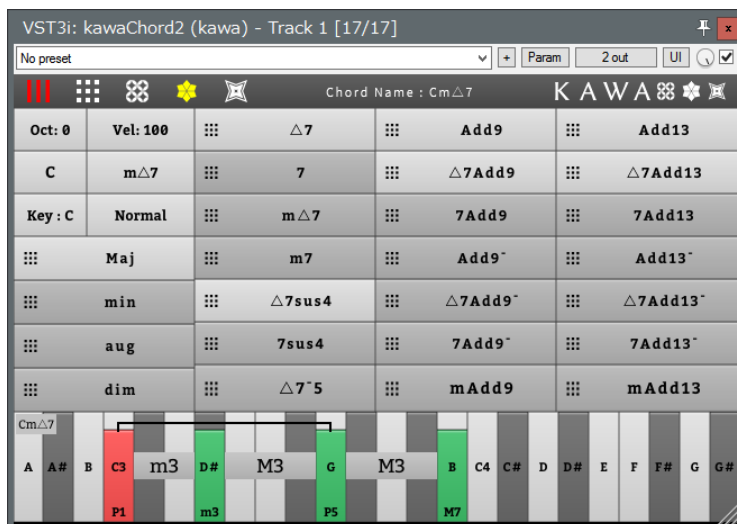 VST3i: kawaChord2 (kawa) - Track 1 [17/17] x
No preset + Param 2 out UI
Chord Name : Cm△7 KAWA
Oct: 0 Vel: 100 △7 Add9 Add13
C m△7 7 △7Add9 △7Add13
Key : C Normal m△7 7Add9 7Add13
Maj m7 Add9⁻ Add13⁻
min △7sus4 △7Add9⁻ △7Add13⁻
aug 7sus4 7Add9⁻ 7Add13⁻
dim △7⁻5 mAdd9 mAdd13
Cm△7
A A# B C3 m3 D# M3 G M3 B C4 C# D D# E F F# G G#
P1 m3 P5 M7